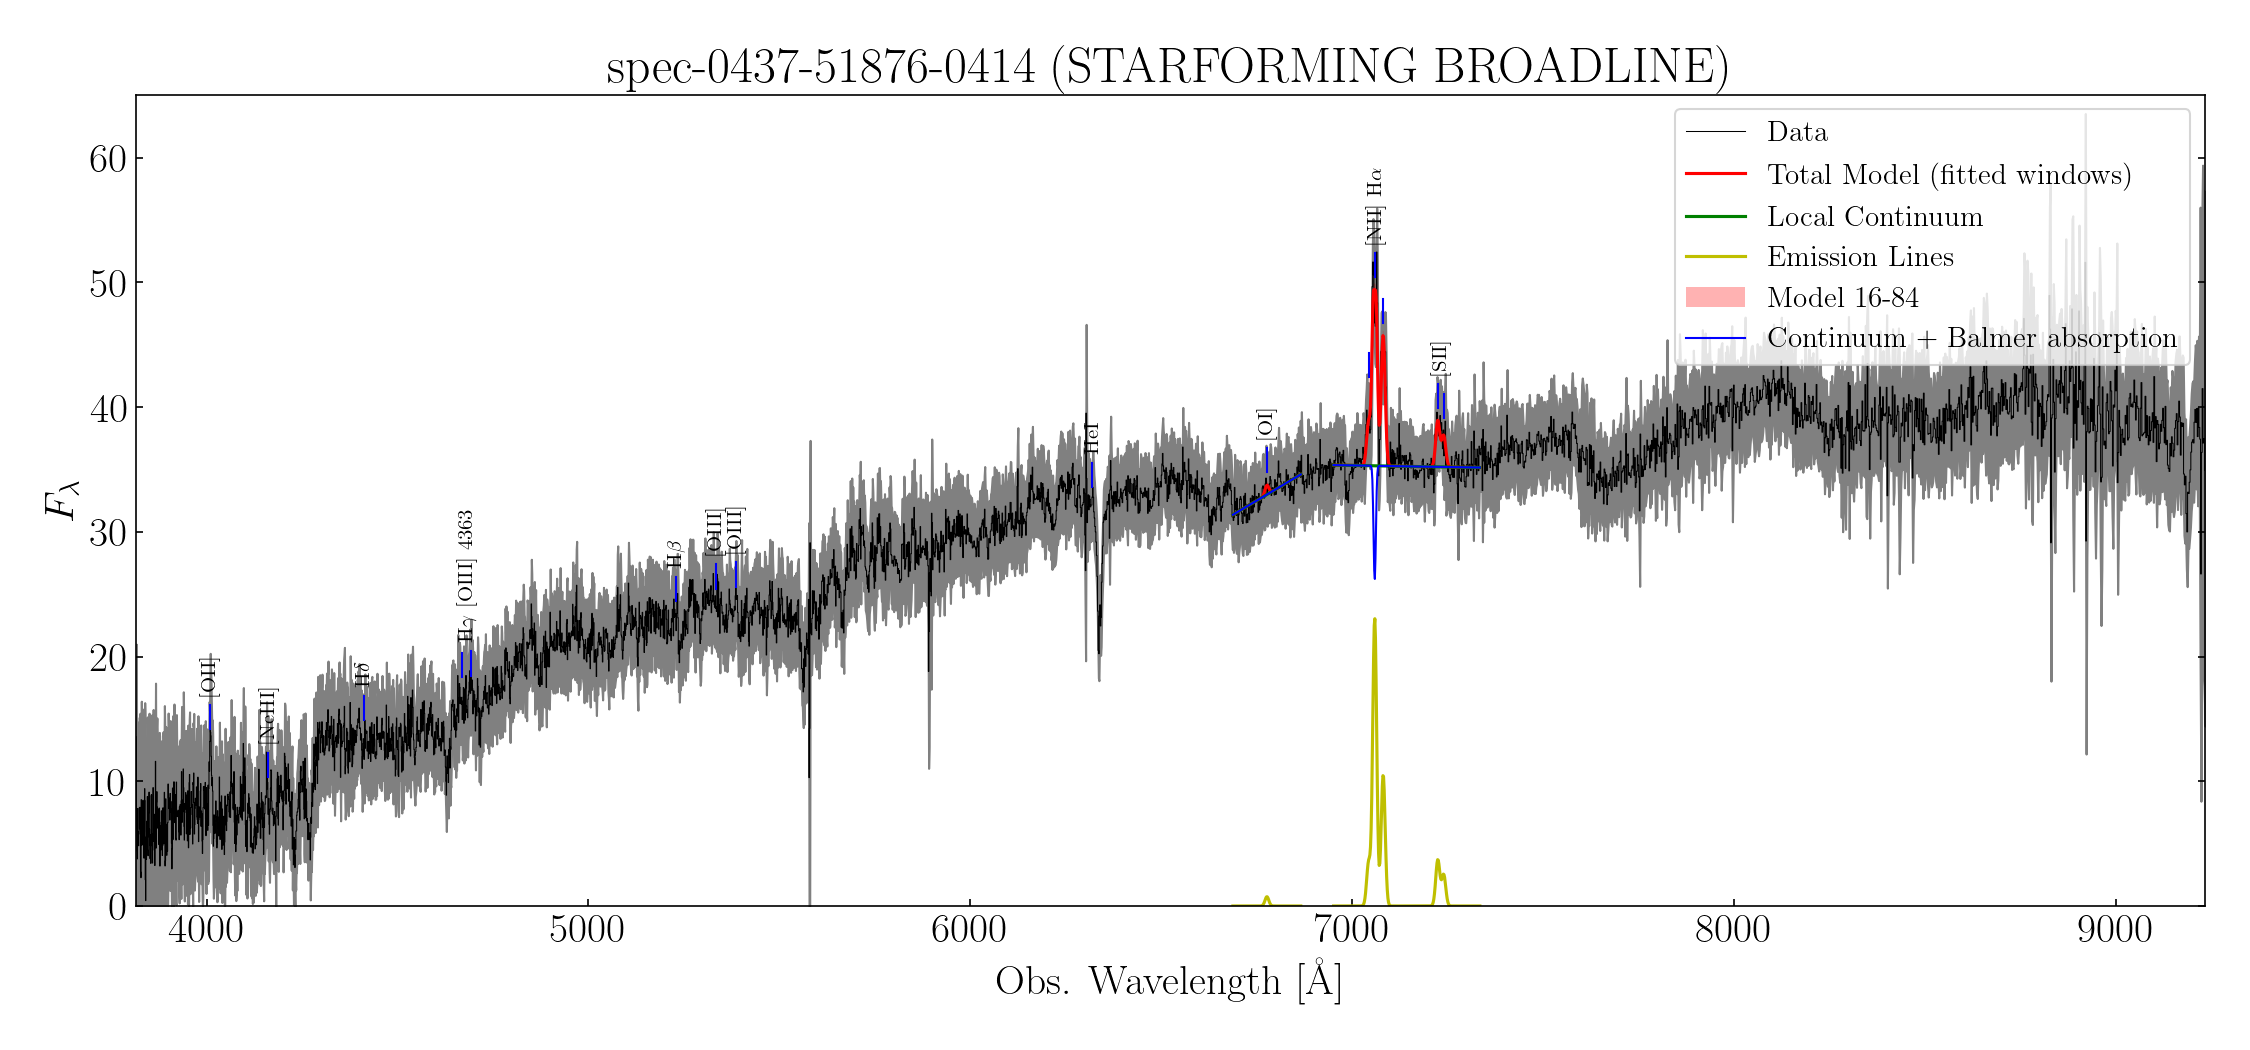 spec-0437-51876-0414 (STARFORMING BROADLINE)
Data
Total Model (fitted windows)
Local Continuum
Emission Lines
Model 16-84
Continuum + Balmer absorption
[OII]
[NeIII]
Hδ
Hγ [OIII] 4363
Hβ
[OIII]
[OIII]
HeI
[OI]
[NII] Hα
[SII]
60
50
40
30
20
10
0
Fλ
4000 5000 6000 7000 8000 9000
Obs. Wavelength [Å]